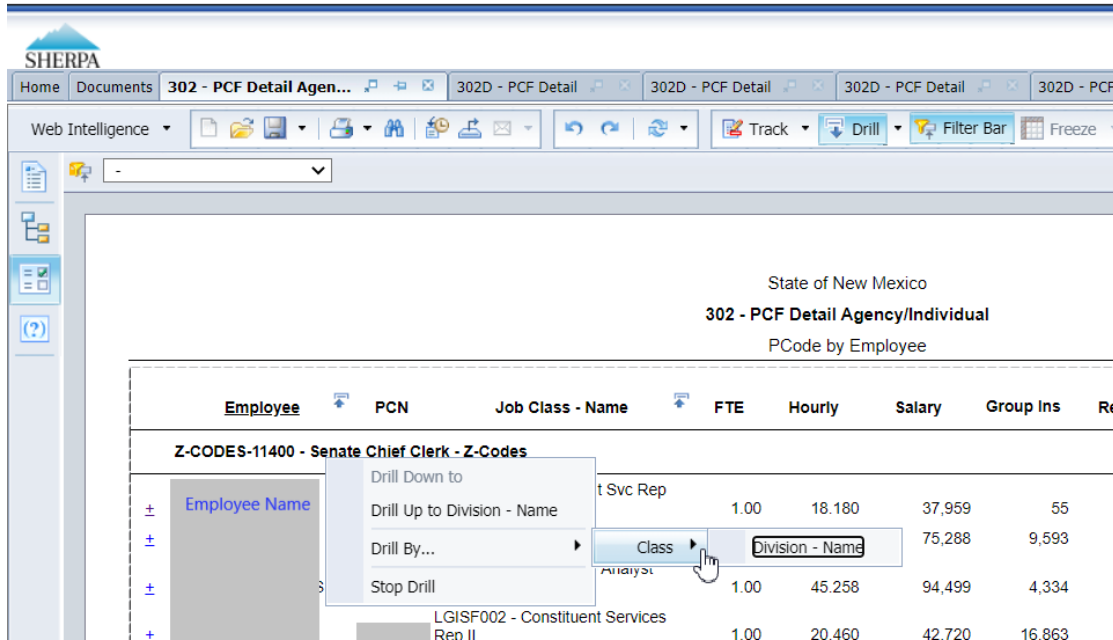 SHERPA
Home Documents 302 - PCF Detail Agen... 302D - PCF Detail 302D - PCF Detail 302D - PCF Detail 302D - PCF
Web Intelligence Track Drill Filter Bar Freeze
-
(?)
State of New Mexico
302 - PCF Detail Agency/Individual
PCode by Employee
Employee PCN Job Class - Name FTE Hourly Salary Group Ins Re
Z-CODES-11400 - Senate Chief Clerk - Z-Codes
Drill Down to
t Svc Rep
+ Employee Name Drill Up to Division - Name 1.00 18.180 37,959 55
+ Drill By... Class Division - Name 75,288 9,593
Analyst
+ S Stop Drill 1.00 45.258 94,499 4,334
LGISF002 - Constituent Services
+ Rep II 1.00 20.460 42,720 16,863